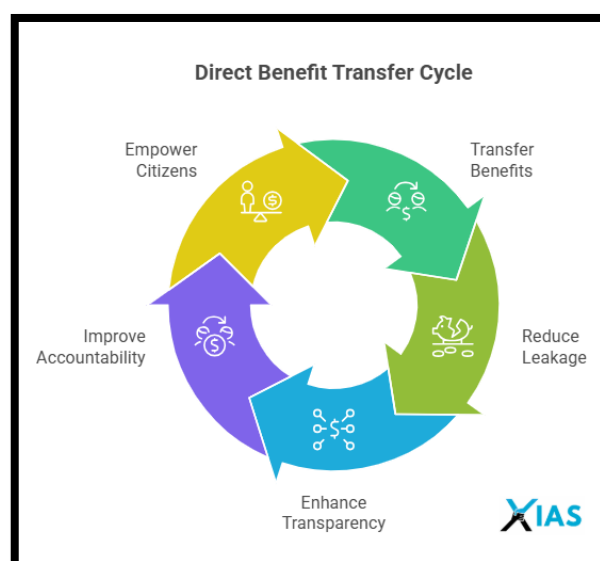 Direct Benefit Transfer Cycle
Empower
Citizens
Transfer
Benefits
Improve
Accountability
Reduce
Leakage
Enhance
Transparency
XIAS